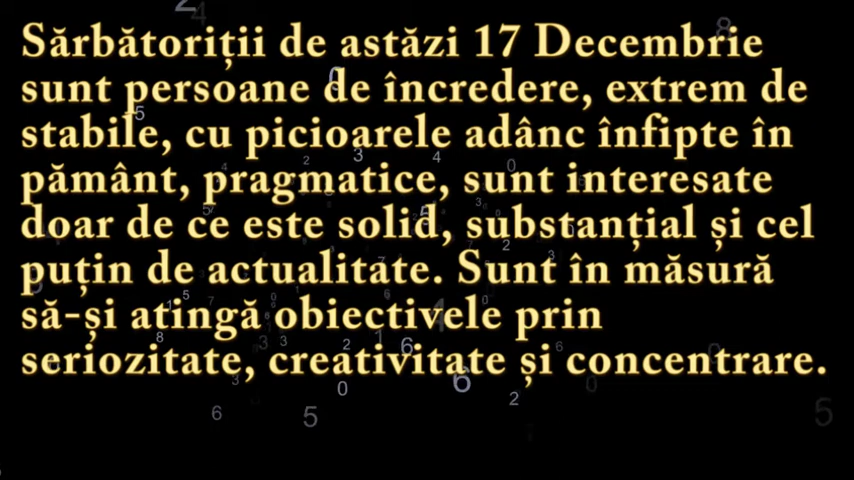 Sărbătoriții de astăzi 17 Decembrie
sunt persoane de încredere, extrem de
stabile, cu picioarele adânc înfipte în
pământ, pragmatice, sunt interesate
doar de ce este solid, substanțial și cel
puțin de actualitate. Sunt în măsură
să-și atingă obiectivele prin
seriozitate, creativitate și concentrare.